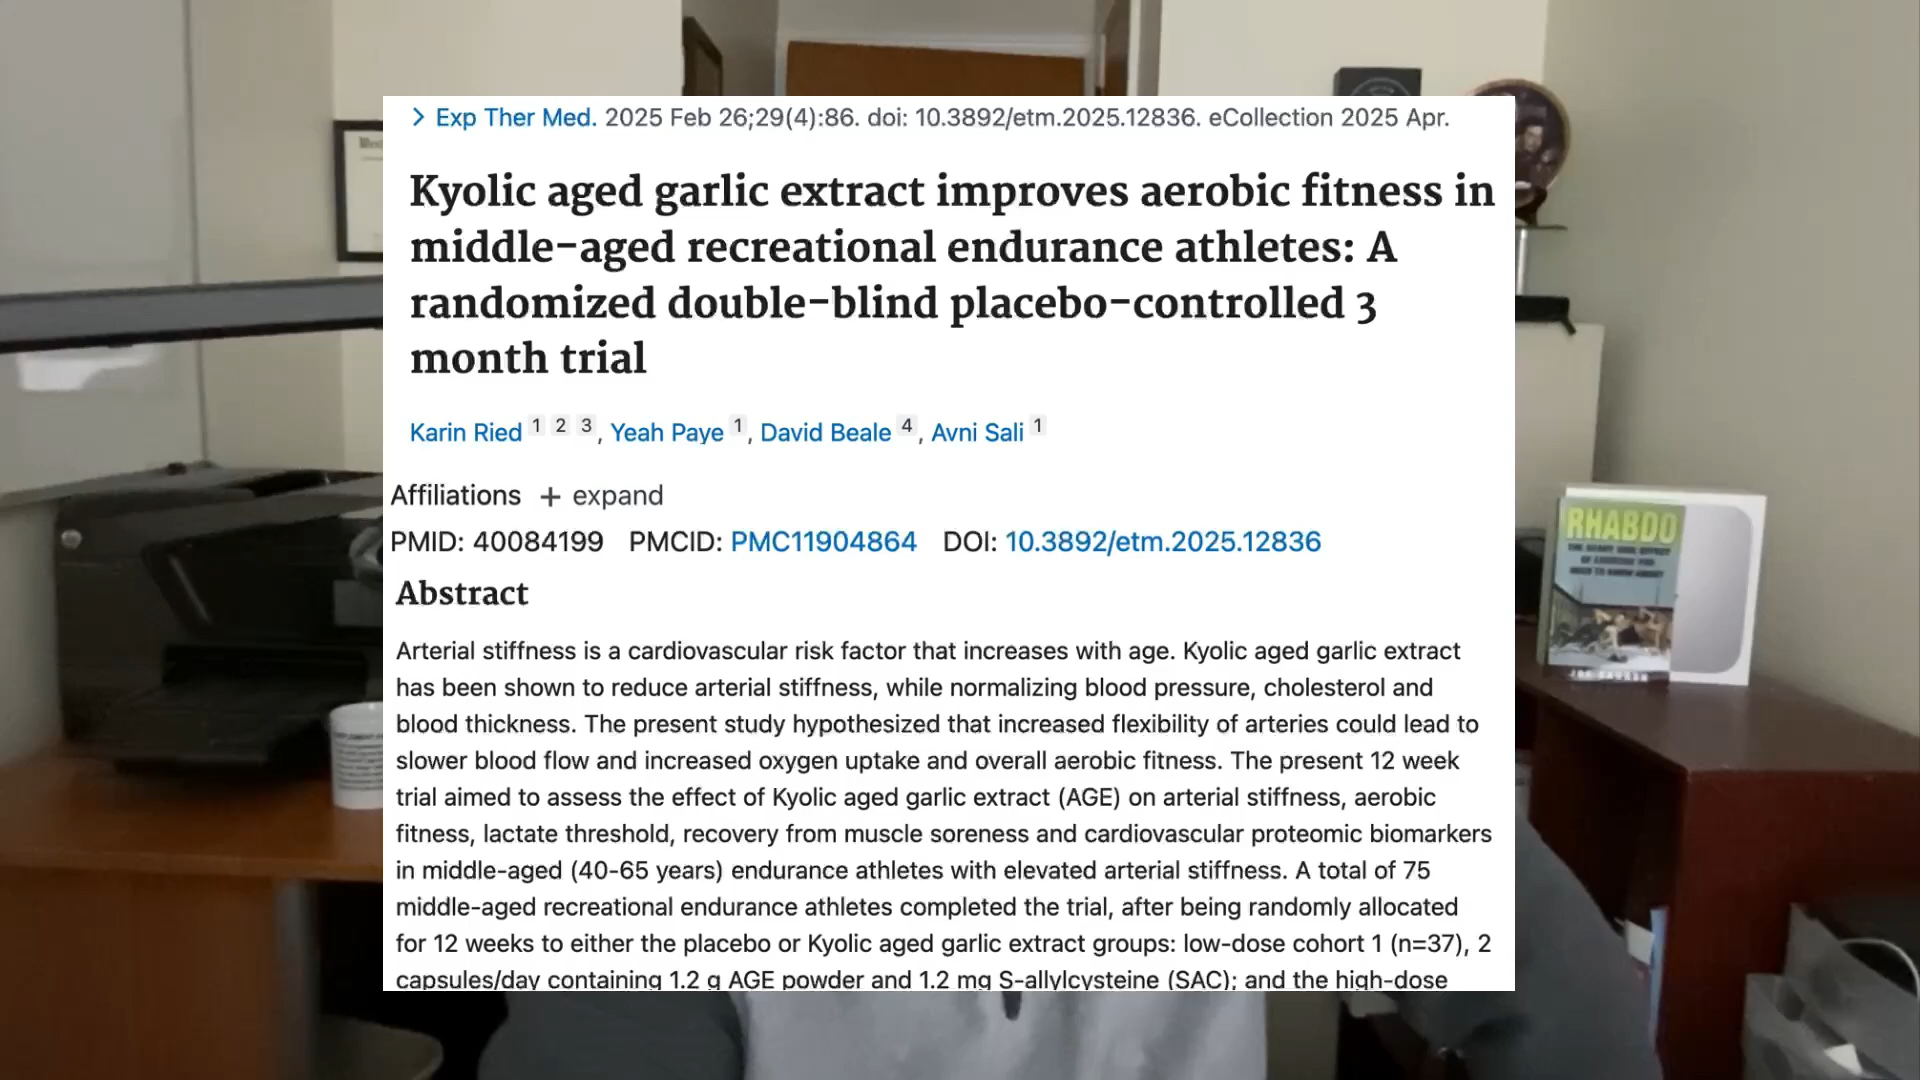 > Exp Ther Med. 2025 Feb 26;29(4):86. doi: 10.3892/etm.2025.12836. eCollection 2025 Apr.
Kyolic aged garlic extract improves aerobic fitness in
middle-aged recreational endurance athletes: A
randomized double-blind placebo-controlled 3
month trial
Karin Ried 1 2 3, Yeah Paye 1, David Beale 4, Avni Sali 1
Affiliations + expand
PMID: 40084199 PMCID: PMC11904864 DOI: 10.3892/etm.2025.12836
Abstract
Arterial stiffness is a cardiovascular risk factor that increases with age. Kyolic aged garlic extract
has been shown to reduce arterial stiffness, while normalizing blood pressure, cholesterol and
blood thickness. The present study hypothesized that increased flexibility of arteries could lead to
slower blood flow and increased oxygen uptake and overall aerobic fitness. The present 12 week
trial aimed to assess the effect of Kyolic aged garlic extract (AGE) on arterial stiffness, aerobic
fitness, lactate threshold, recovery from muscle soreness and cardiovascular proteomic biomarkers
in middle-aged (40-65 years) endurance athletes with elevated arterial stiffness. A total of 75
middle-aged recreational endurance athletes completed the trial, after being randomly allocated
for 12 weeks to either the placebo or Kyolic aged garlic extract groups: low-dose cohort 1 (n=37), 2
capsules/day containing 1.2 g AGE powder and 1.2 mg S-allylcysteine (SAC); and the high-dose
RHABDO
THE SCARY SIDE EFFECT
OF EXERCISE YOU
NEED TO KNOW ABOUT